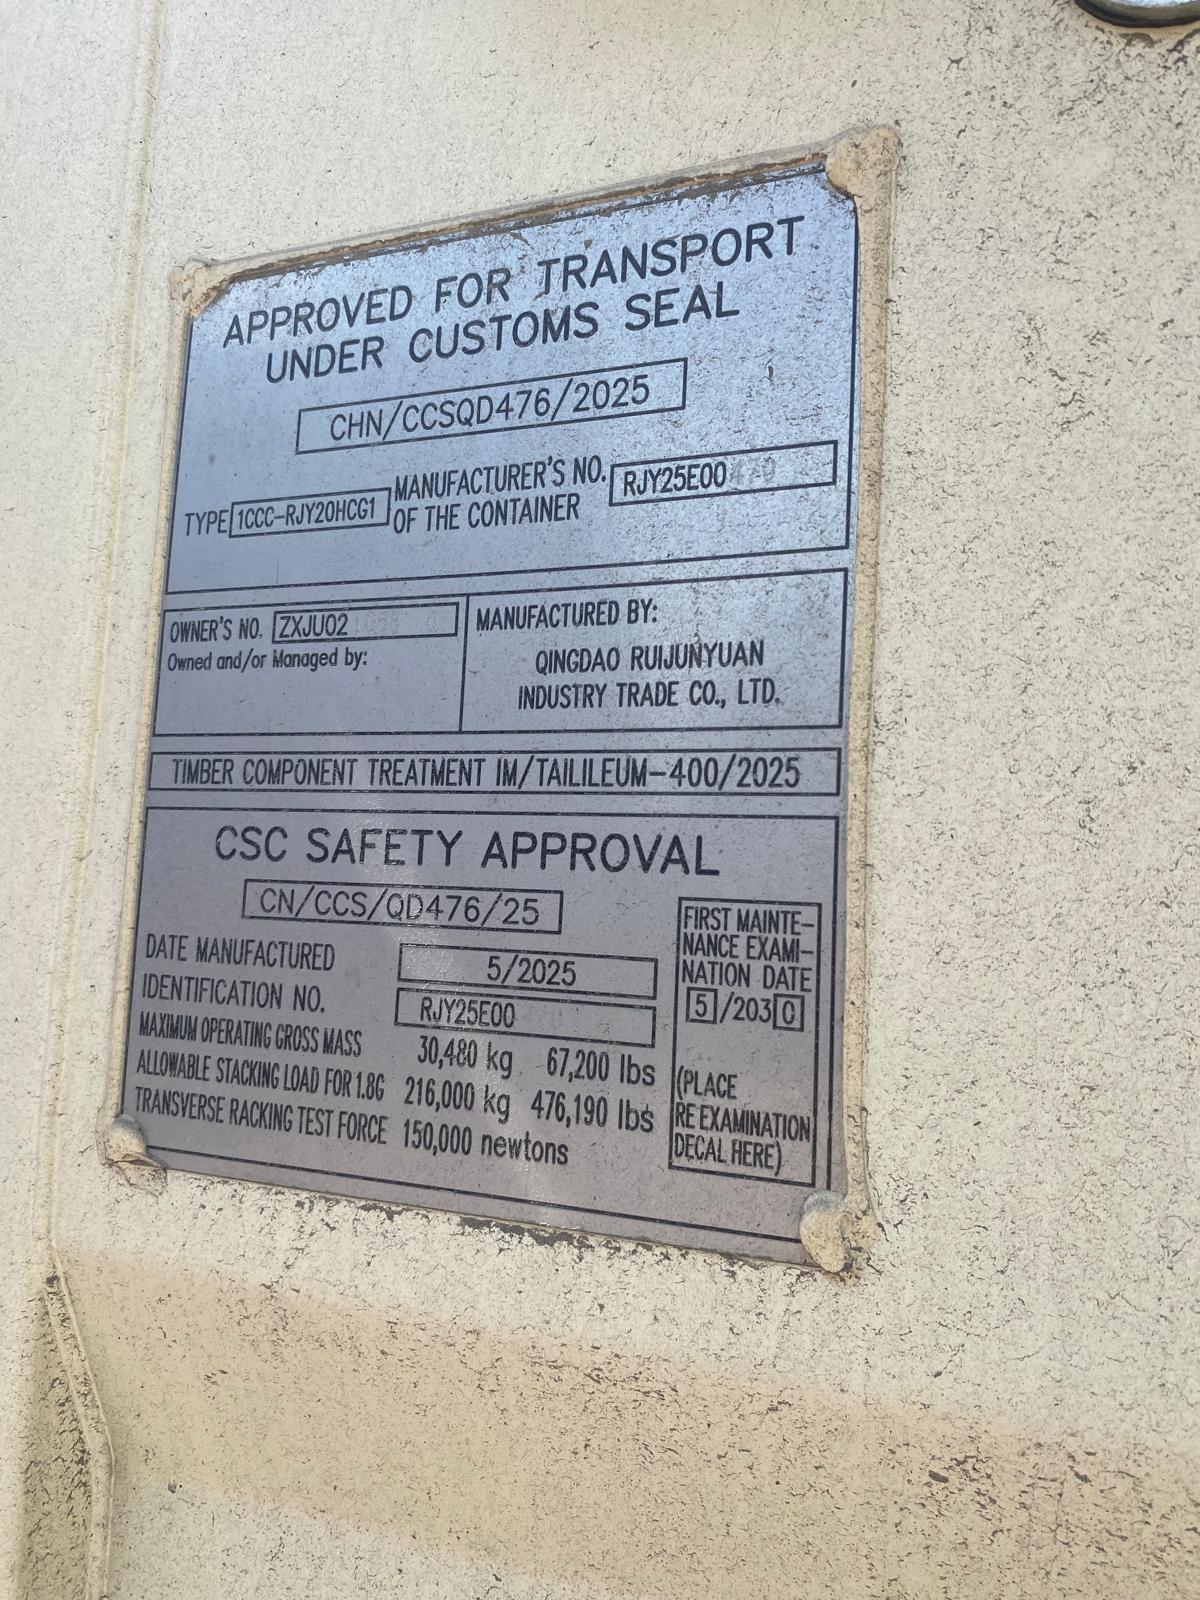 APPROVED FOR TRANSPORT
UNDER CUSTOMS SEAL
CHN/CCSQD476/2025
TYPE 1CCC-RJY20HCG1
MANUFACTURER'S NO.
OF THE CONTAINER
RJY25E00
OWNER'S NO. ZXJU02
Owned and/or Managed by:
MANUFACTURED BY:
QINGDAO RUIJUNYUAN
INDUSTRY TRADE CO., LTD.
TIMBER COMPONENT TREATMENT IM/TAILILEUM-400/2025
CSC SAFETY APPROVAL
CN/CCS/QD476/25
DATE MANUFACTURED 5/2025
IDENTIFICATION NO. RJY25E00
MAXIMUM OPERATING GROSS MASS 30,480 kg 67,200 lbs
ALLOWABLE STACKING LOAD FOR 1.8G 216,000 kg 476,190 lbs
TRANSVERSE RACKING TEST FORCE 150,000 newtons
FIRST MAINTE-
NANCE EXAMI-
NATION DATE
5/2030
(PLACE
RE EXAMINATION
DECAL HERE)